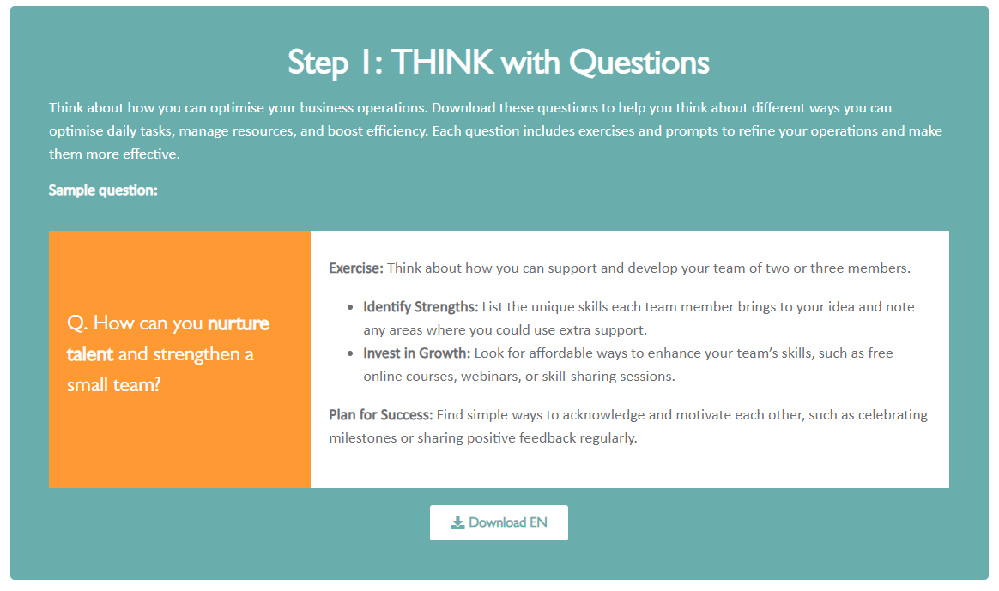 Step 1: THINK with Questions
Think about how you can optimise your business operations. Download these questions to help you think about different ways you can
optimise daily tasks, manage resources, and boost efficiency. Each question includes exercises and prompts to refine your operations and make
them more effective.
Sample question:
Q. How can you nurture
talent and strengthen a
small team?
Exercise: Think about how you can support and develop your team of two or three members.
• Identify Strengths: List the unique skills each team member brings to your idea and note
any areas where you could use extra support.
• Invest in Growth: Look for affordable ways to enhance your team’s skills, such as free
online courses, webinars, or skill-sharing sessions.
Plan for Success: Find simple ways to acknowledge and motivate each other, such as celebrating
milestones or sharing positive feedback regularly.
Download EN